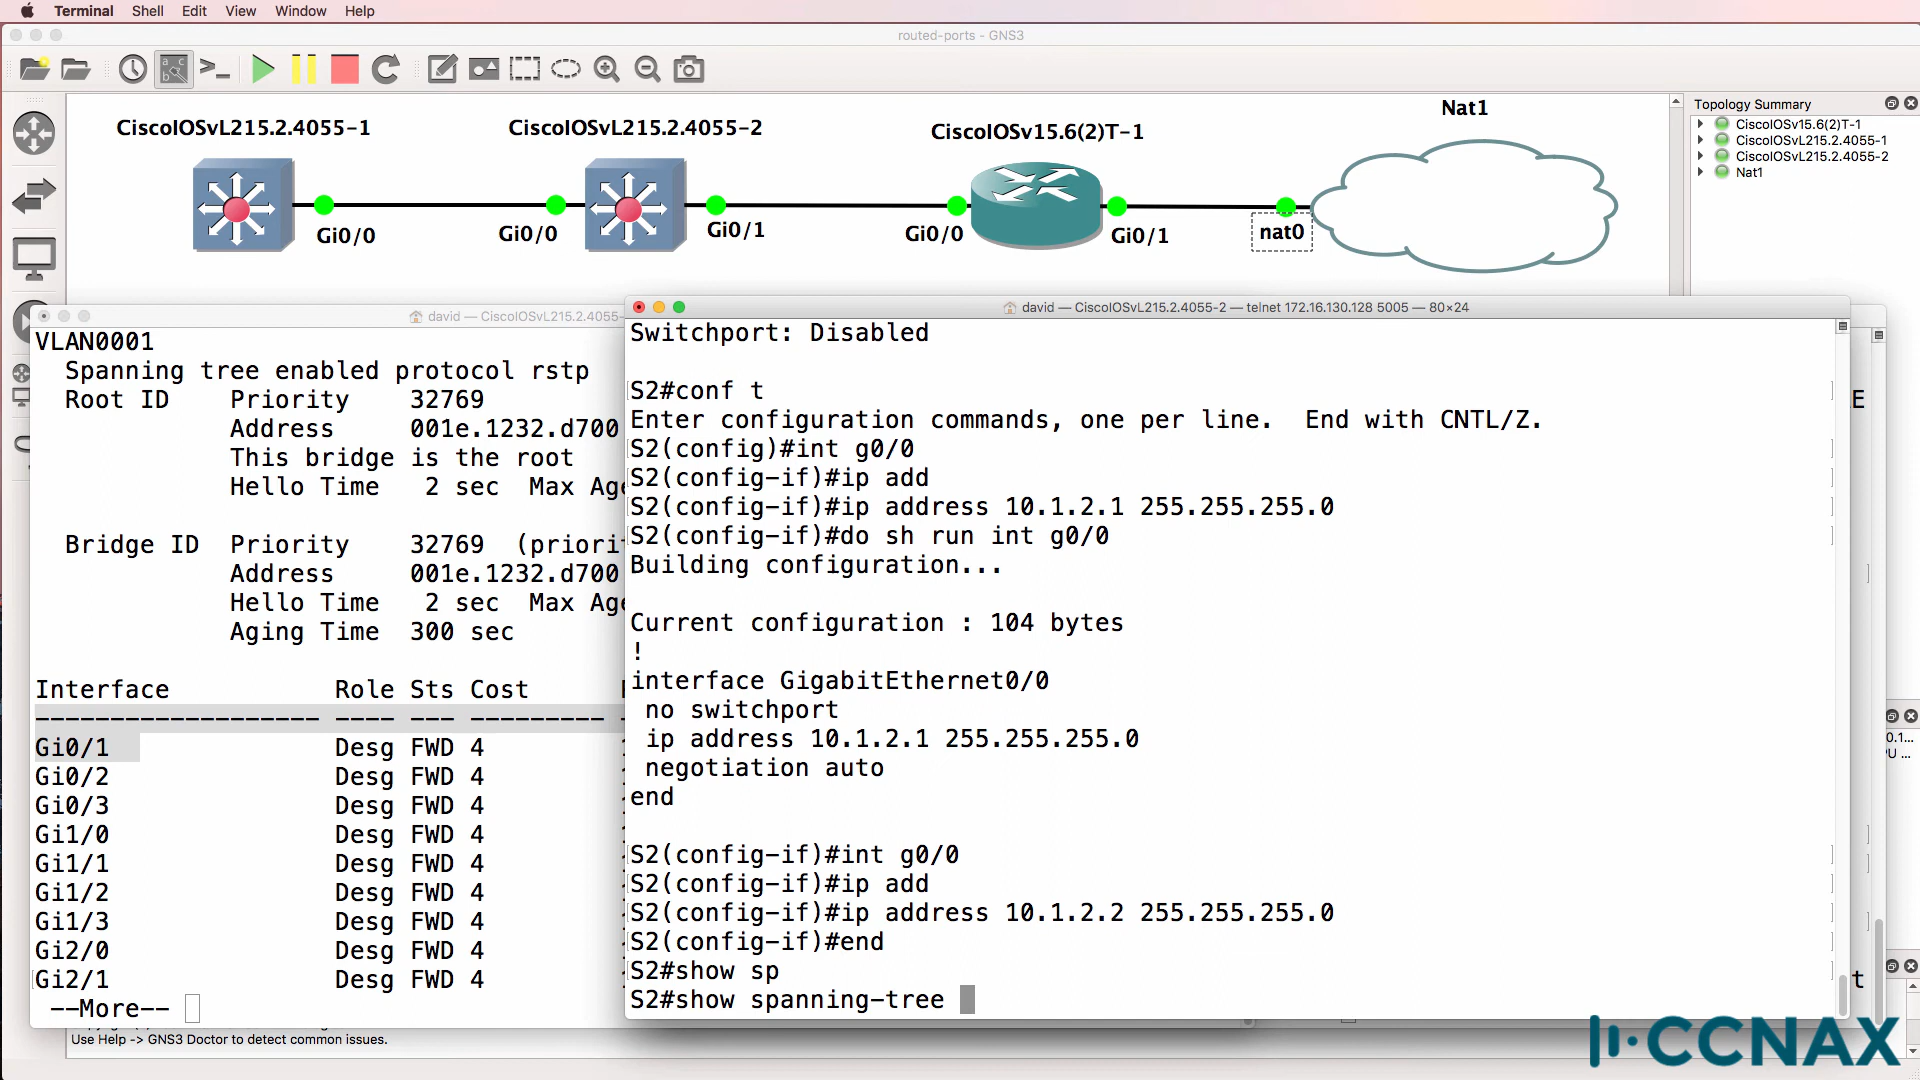 Terminal Shell Edit View Window Help
routed-ports - GNS3
CiscoIOSvL215.2.4055-1
CiscoIOSvL215.2.4055-2
CiscoIOSv15.6(2)T-1
Nat1
Gi0/0
Gi0/0
Gi0/1
Gi0/0
Gi0/1
nat0
Topology Summary
CiscoIOSv15.6(2)T-1
CiscoIOSvL215.2.4055-1
CiscoIOSvL215.2.4055-2
Nat1
david — CiscoIOSvL215.2.4055-
VLAN0001
Spanning tree enabled protocol rstp
Root ID Priority 32769
Address 001e.1232.d700
This bridge is the root
Hello Time 2 sec Max Age
Bridge ID Priority 32769 (priorit
Address 001e.1232.d700
Hello Time 2 sec Max Age
Aging Time 300 sec
Interface Role Sts Cost
------------------- ---- --- ---------
Gi0/1 Desg FWD 4
Gi0/2 Desg FWD 4
Gi0/3 Desg FWD 4
Gi1/0 Desg FWD 4
Gi1/1 Desg FWD 4
Gi1/2 Desg FWD 4
Gi1/3 Desg FWD 4
Gi2/0 Desg FWD 4
Gi2/1 Desg FWD 4
--More--
david — CiscoIOSvL215.2.4055-2 — telnet 172.16.130.128 5005 — 80×24
Switchport: Disabled
S2#conf t
Enter configuration commands, one per line. End with CNTL/Z.
S2(config)#int g0/0
S2(config-if)#ip add
S2(config-if)#ip address 10.1.2.1 255.255.255.0
S2(config-if)#do sh run int g0/0
Building configuration...
Current configuration : 104 bytes
!
interface GigabitEthernet0/0
no switchport
ip address 10.1.2.1 255.255.255.0
negotiation auto
end
S2(config-if)#int g0/0
S2(config-if)#ip add
S2(config-if)#ip address 10.1.2.2 255.255.255.0
S2(config-if)#end
S2#show sp
S2#show spanning-tree
Use Help -> GNS3 Doctor to detect common issues.
CCNAX